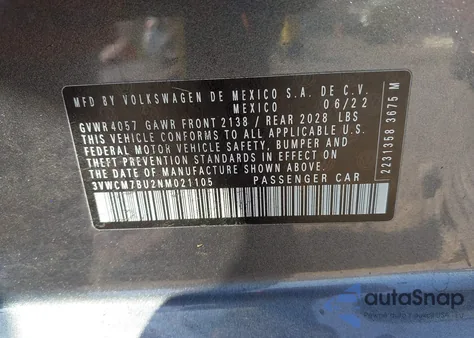 MFD BY VOLKSWAGEN DE MEXICO S.A. DE C.V.
MEXICO 06/22
GVWR 4057 GAWR FRONT 2138 / REAR 2028 LBS
THIS VEHICLE CONFORMS TO ALL APPLICABLE
FEDERAL MOTOR VEHICLE SAFETY, BUMPER AND
THEFT PREVENTION STANDARDS IN EFFECT ON THE
DATE OF MANUFACTURE SHOWN ABOVE.
3VWCM7BU2NM021105 PASSENGER CAR
2231358 3675 M
autoSnap